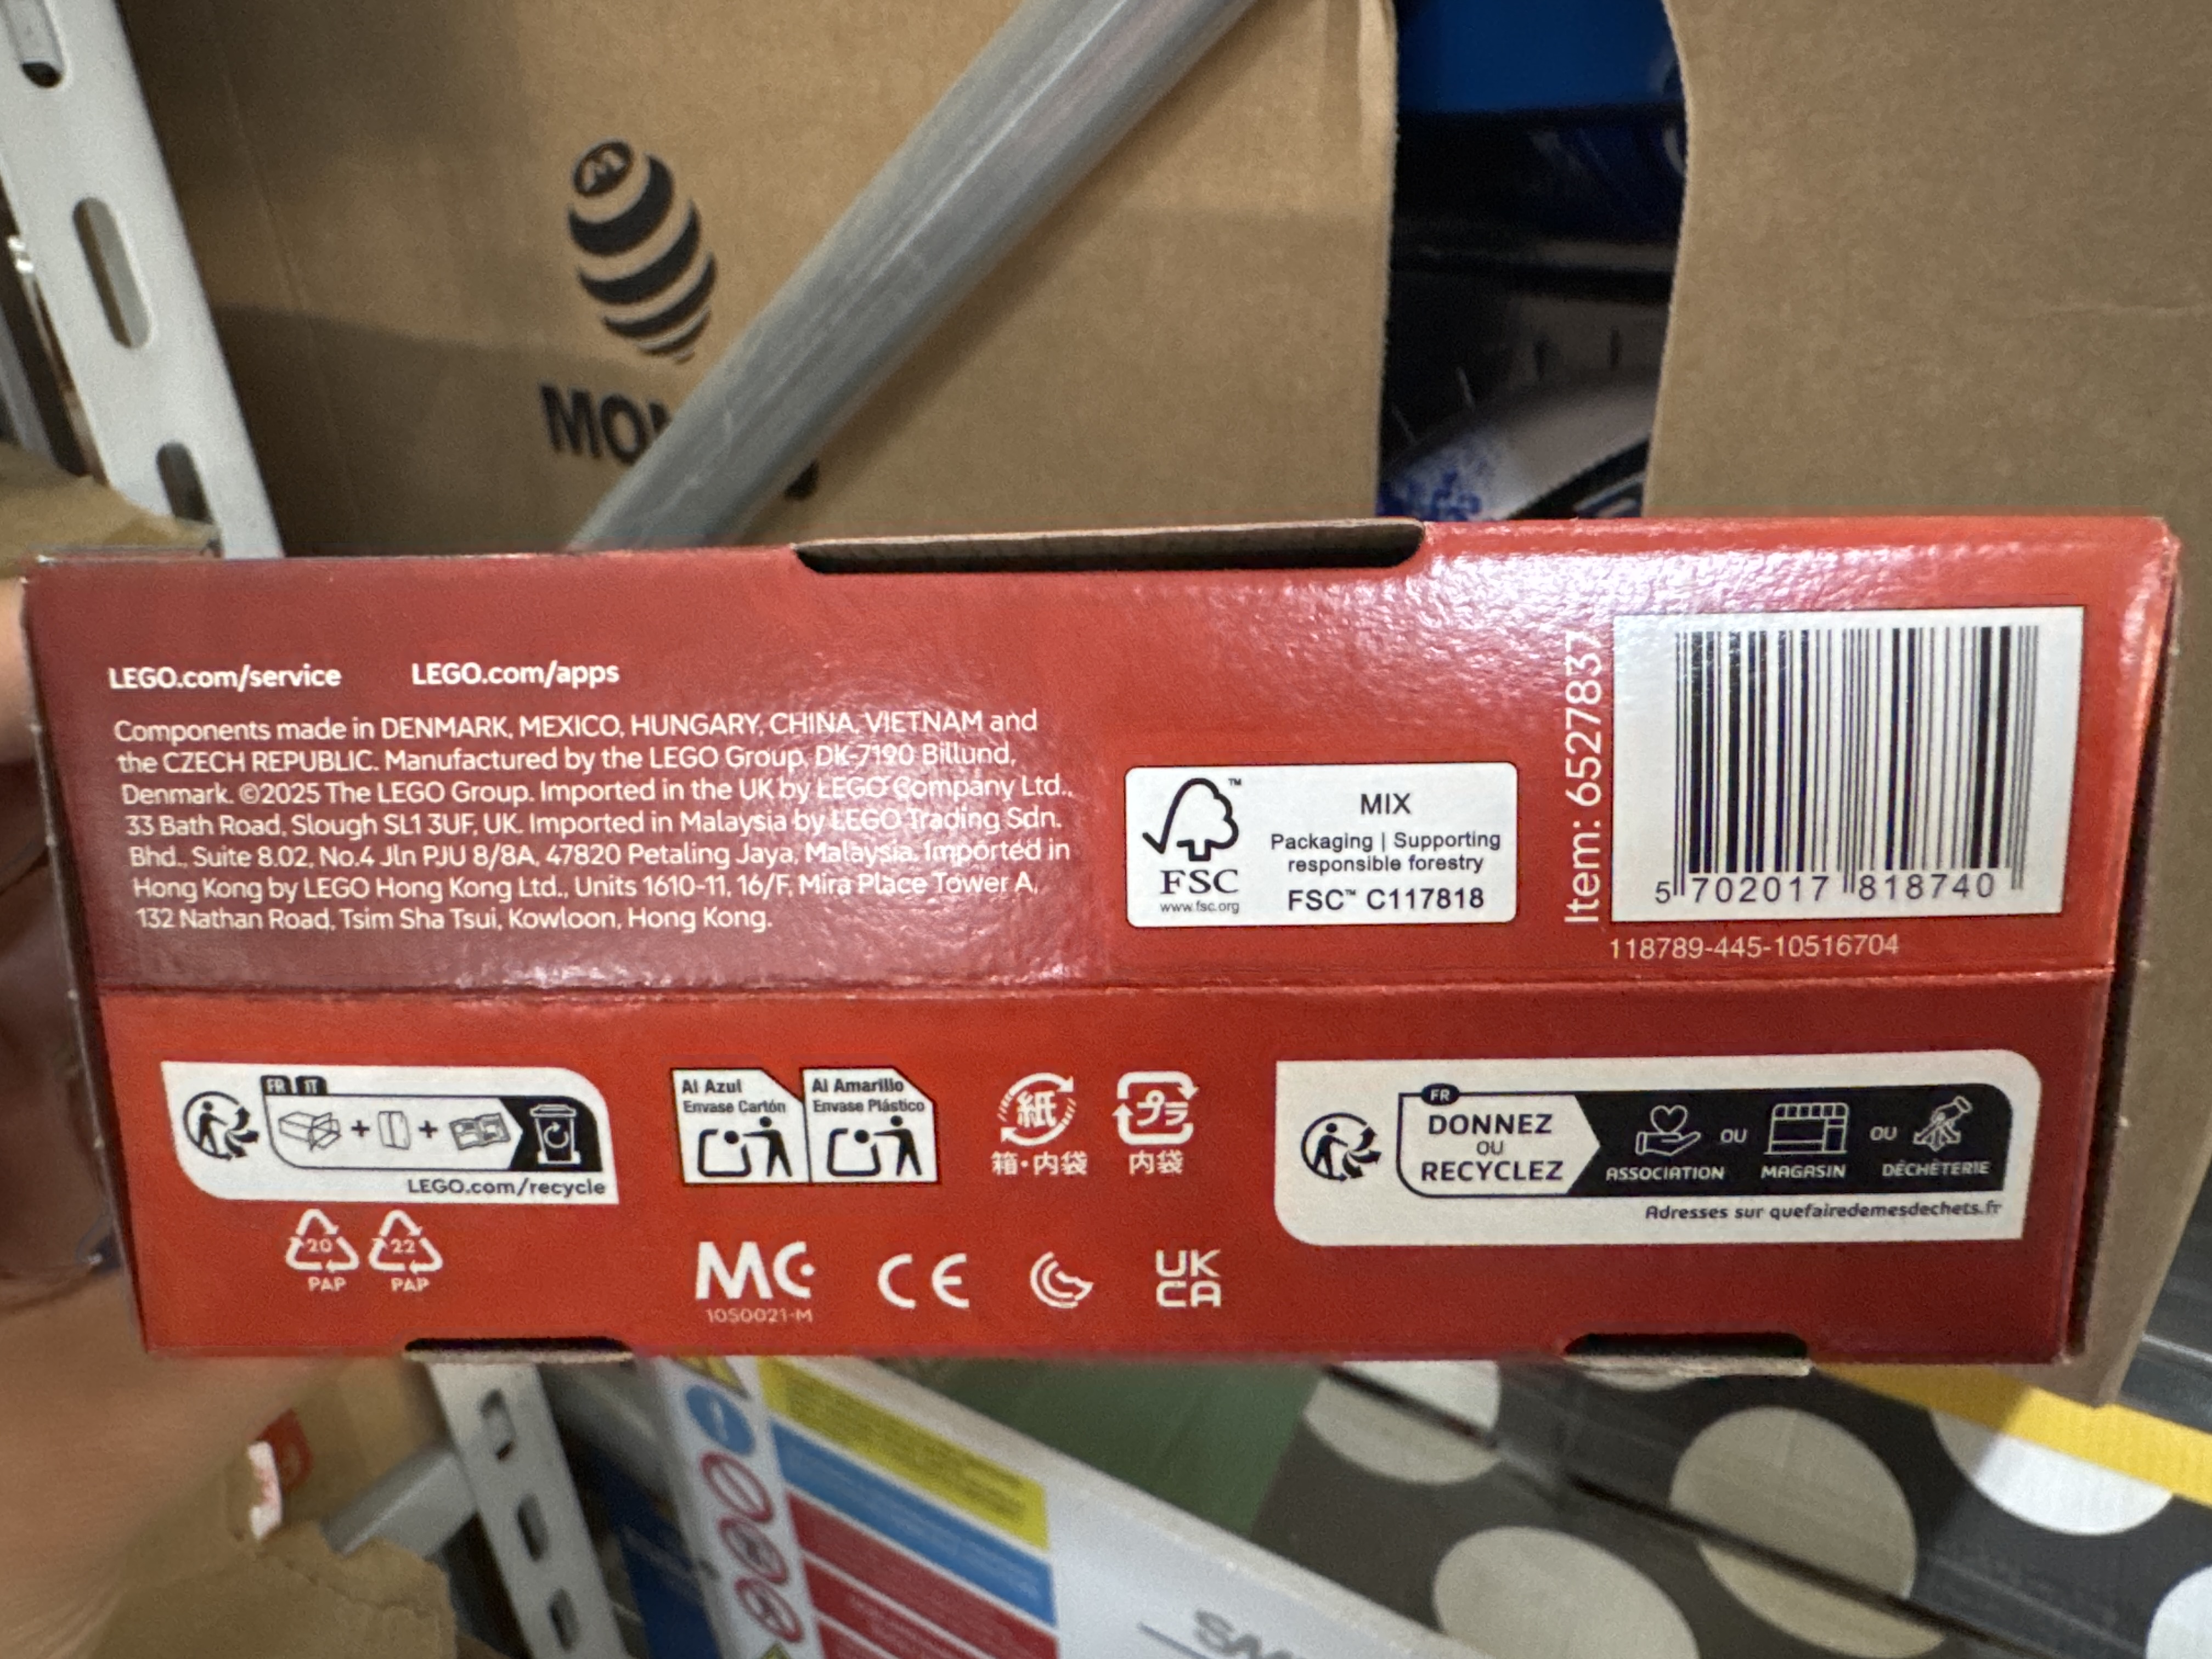 LEGO.com/service LEGO.com/apps
Components made in DENMARK, MEXICO, HUNGARY, CHINA, VIETNAM and
the CZECH REPUBLIC. Manufactured by the LEGO Group, DK-7190 Billund,
Denmark. ©2025 The LEGO Group. Imported in the UK by LEGO Company Ltd.,
33 Bath Road, Slough SL1 3UF, UK. Imported in Malaysia by LEGO Trading Sdn.
Bhd., Suite 8.02, No.4 Jln PJU 8/8A, 47820 Petaling Jaya, Malaysia. Imported in
Hong Kong by LEGO Hong Kong Ltd., Units 1610-11, 16/F, Mira Place Tower A,
132 Nathan Road, Tsim Sha Tsui, Kowloon, Hong Kong.
FSC
www.fsc.org
MIX
Packaging | Supporting
responsible forestry
FSC™ C117818
Item: 6527837
5 702017 818740
118789-445-10516704
FR IT
LEGO.com/recycle
20
PAP
22
PAP
Al Azul
Envase Cartón
Al Amarillo
Envase Plástico
紙
箱・内袋
プラ
内袋
MC
1050021-M
CE
UK
CA
FR
DONNEZ
OU
RECYCLEZ
ASSOCIATION OU MAGASIN OU DÉCHÈTERIE
Adresses sur quefairedemesdechets.fr